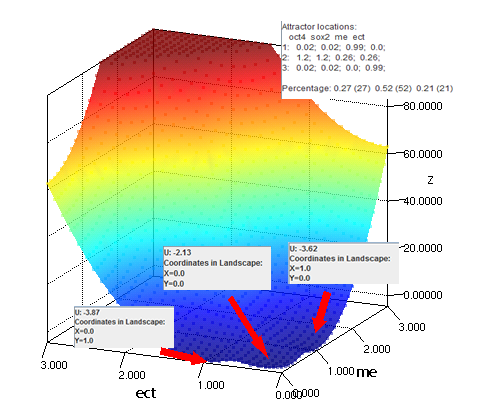 Attractor locations:
oct4 sox2 me ect
1: 0.02; 0.02; 0.99; 0.0;
2: 1.2; 1.2; 0.26; 0.26;
3: 0.02; 0.02; 0.0; 0.99;
Percentage: 0.27 (27) 0.52 (52) 0.21 (21)
80.0000
60.0000
Z
40.0000
20.0000
0.00000
U: -2.13
Coordinates in Landscape:
X=0.0
Y=0.0
U: -3.62
Coordinates in Landscape:
X=1.0
Y=0.0
U: -3.87
Coordinates in Landscape:
X=0.0
Y=1.0
3.000
2.000
1.000
0.000
ect
0.000
1.000
2.000
3.000
me